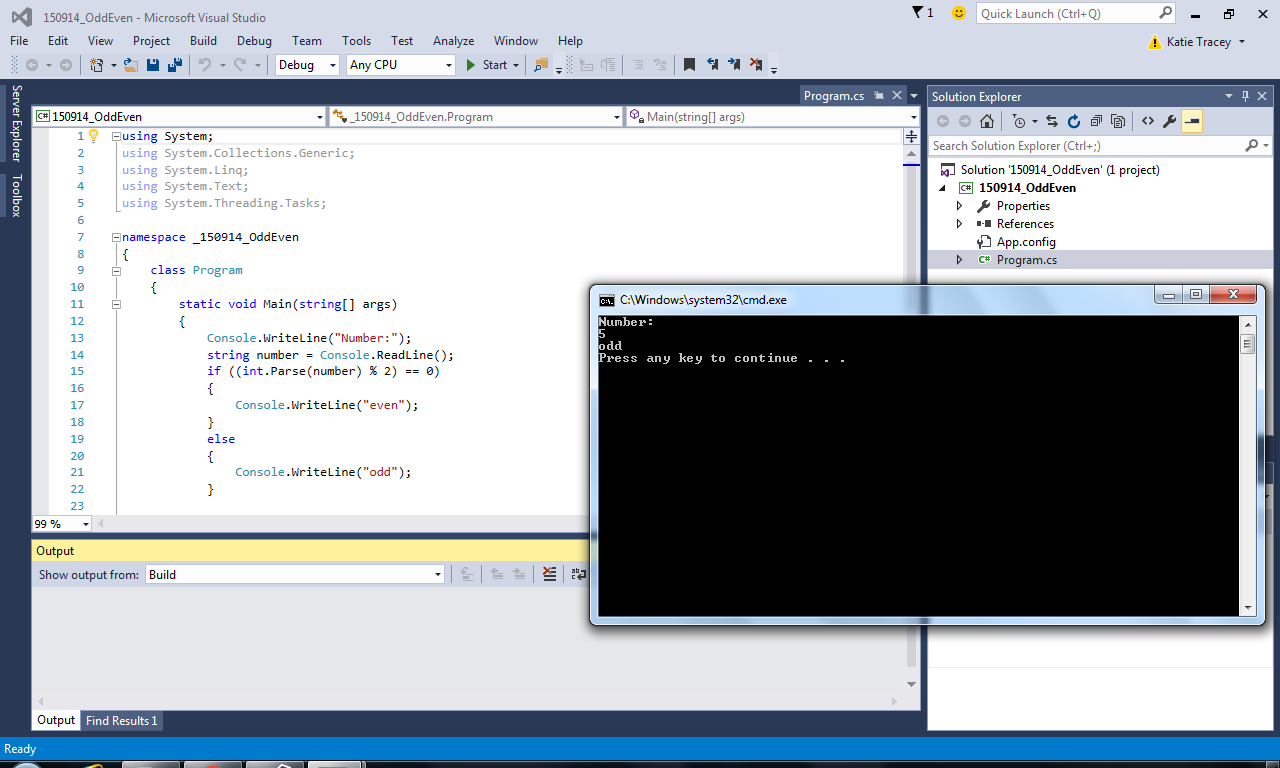 150914_OddEven - Microsoft Visual Studio
1
Quick Launch (Ctrl+Q)
File Edit View Project Build Debug Team Tools Test Analyze Window Help
Katie Tracey
Debug Any CPU Start
Server Explorer
Toolbox
Program.cs
150914_OddEven _150914_OddEven.Program Main(string[] args)
1 using System;
2 using System.Collections.Generic;
3 using System.Linq;
4 using System.Text;
5 using System.Threading.Tasks;
6
7 namespace _150914_OddEven
8 {
9 class Program
10 {
11 static void Main(string[] args)
12 {
13 Console.WriteLine("Number:");
14 string number = Console.ReadLine();
15 if ((int.Parse(number) % 2) == 0)
16 {
17 Console.WriteLine("even");
18 }
19 else
20 {
21 Console.WriteLine("odd");
22 }
23
99 %
Solution Explorer
Search Solution Explorer (Ctrl+;)
Solution '150914_OddEven' (1 project)
C# 150914_OddEven
Properties
References
App.config
C# Program.cs
C:\Windows\system32\cmd.exe
Number:
5
odd
Press any key to continue . . .
Output
Show output from: Build
Output Find Results 1
Ready